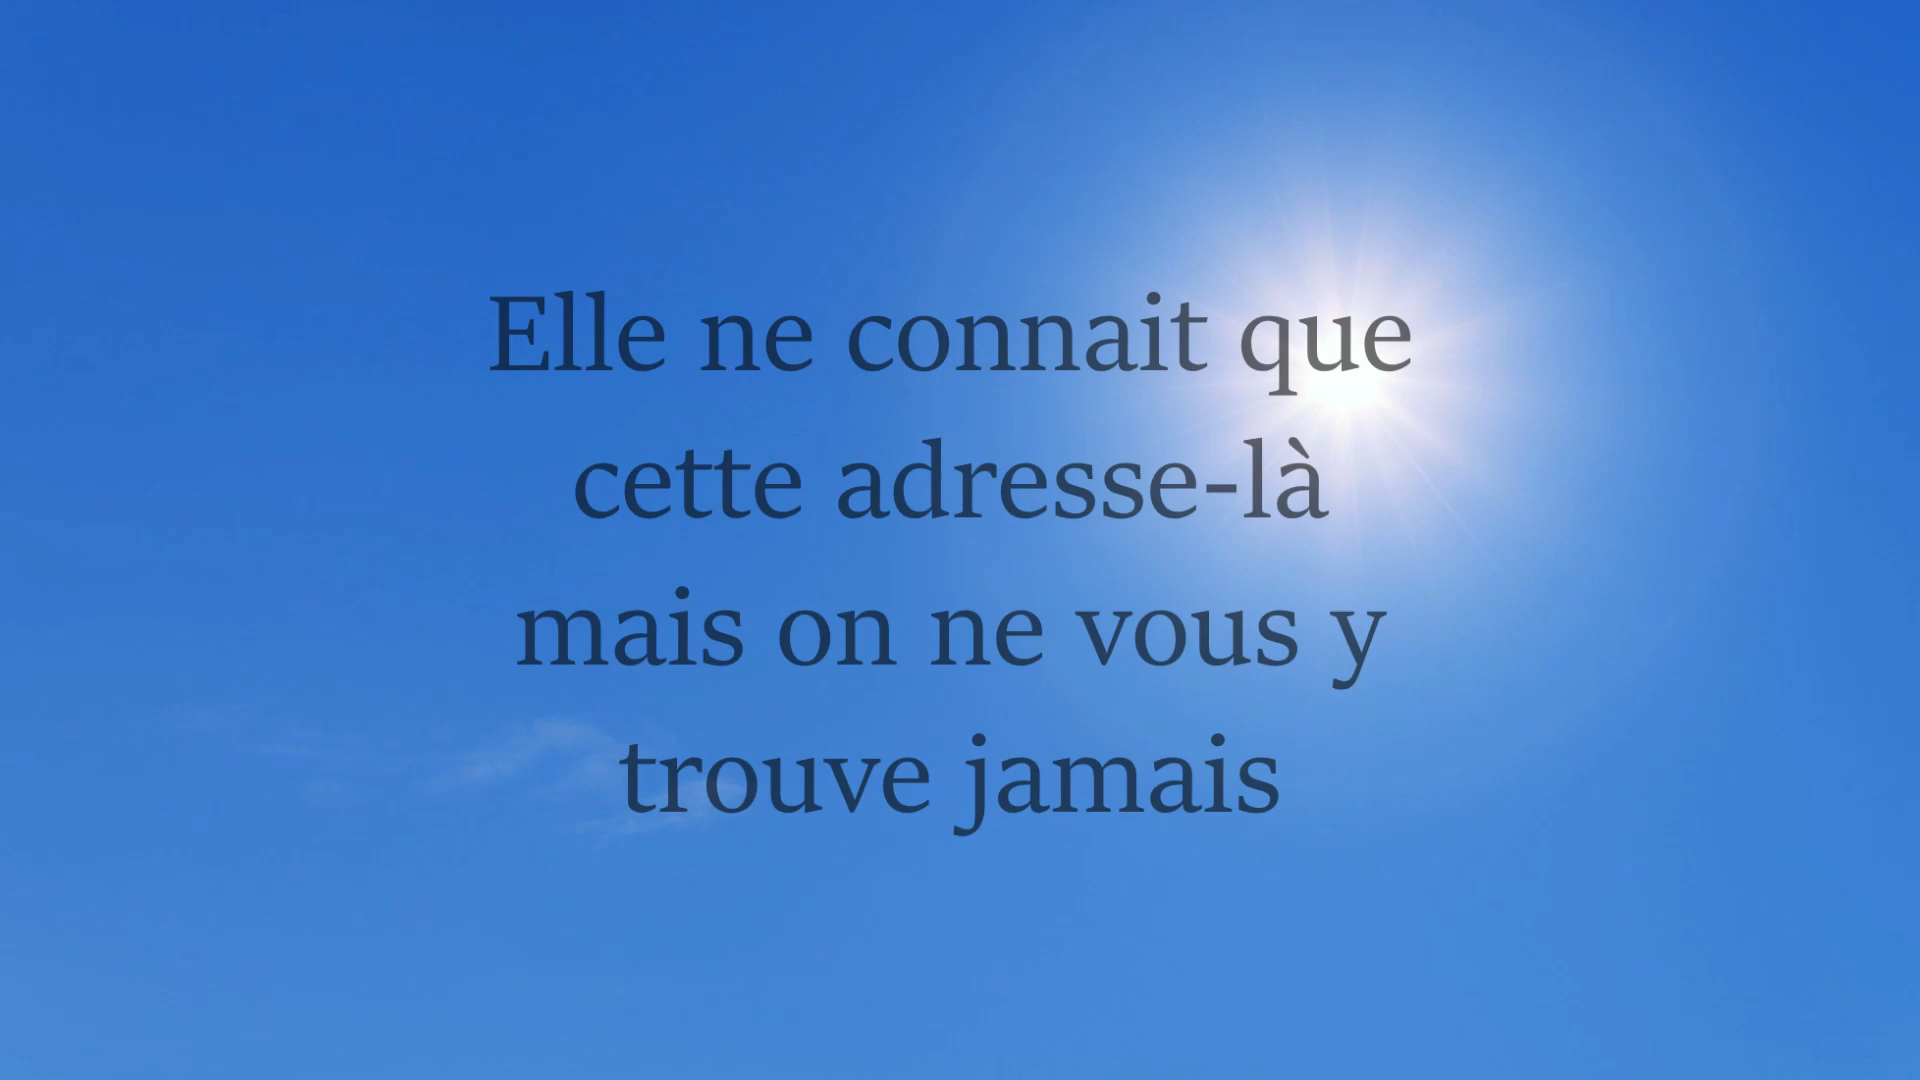 Elle ne connait que
cette adresse-là
mais on ne vous y
trouve jamais